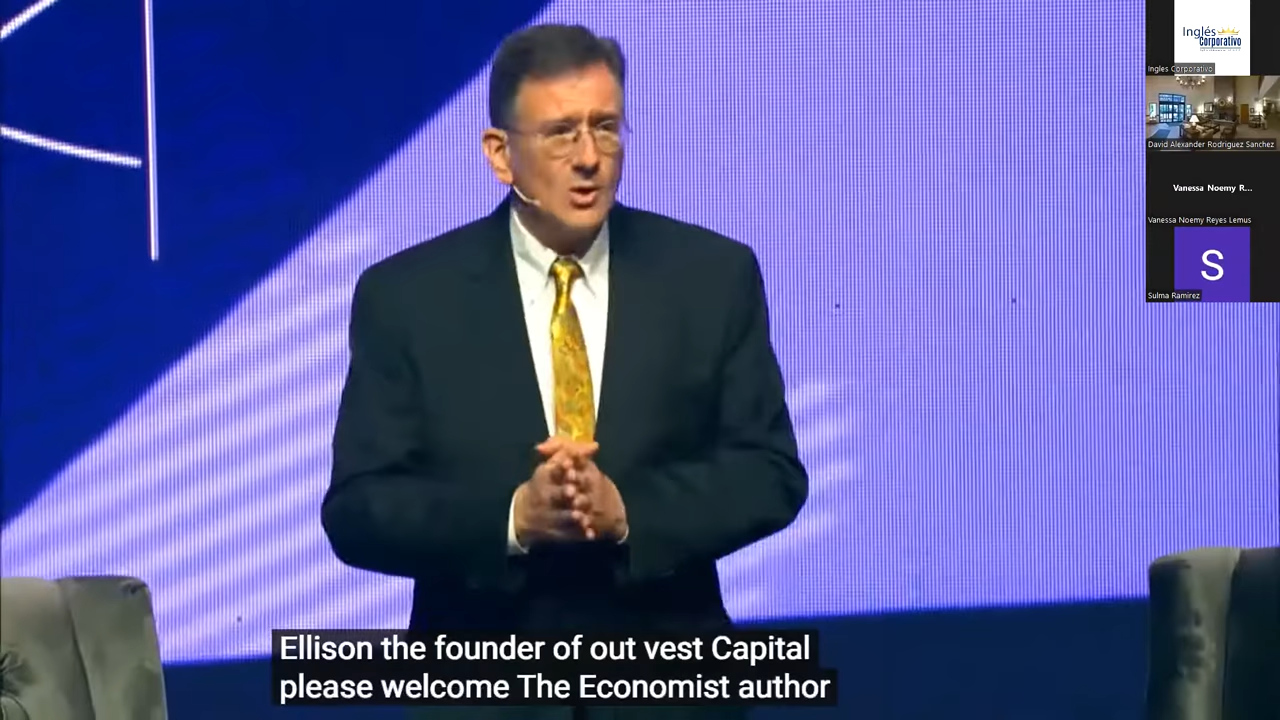 Inglés
Corporativo
Ingles Corporativo
David Alexander Rodriguez Sanchez
Vanessa Noemy R...
Vanessa Noemy Reyes Lemus
S
Sulma Ramirez
Ellison the founder of out vest Capital
please welcome The Economist author